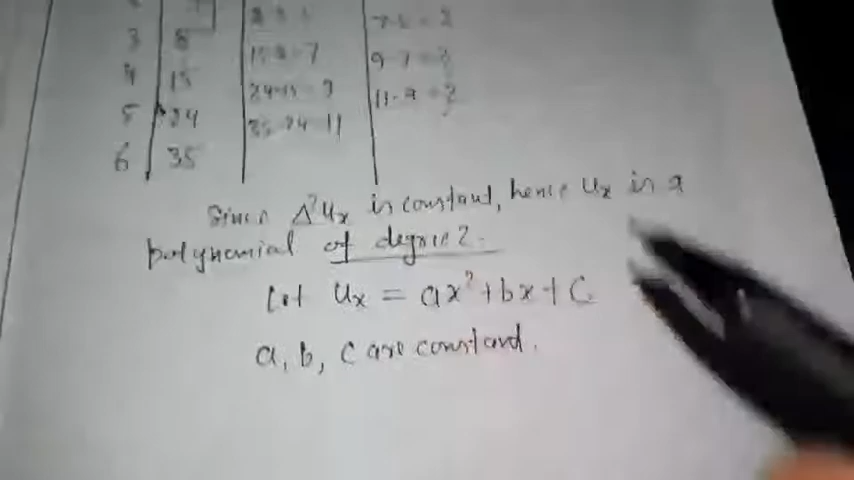 3 8 15-8=7 9-7=2
4 15 24-15=9 11-9=2
5 24 35-24=11
6 35
Since Δ²Ux is constant, hence Ux is a
polynomial of degree 2.
Let Ux = ax²+bx+C
a, b, c are constant.